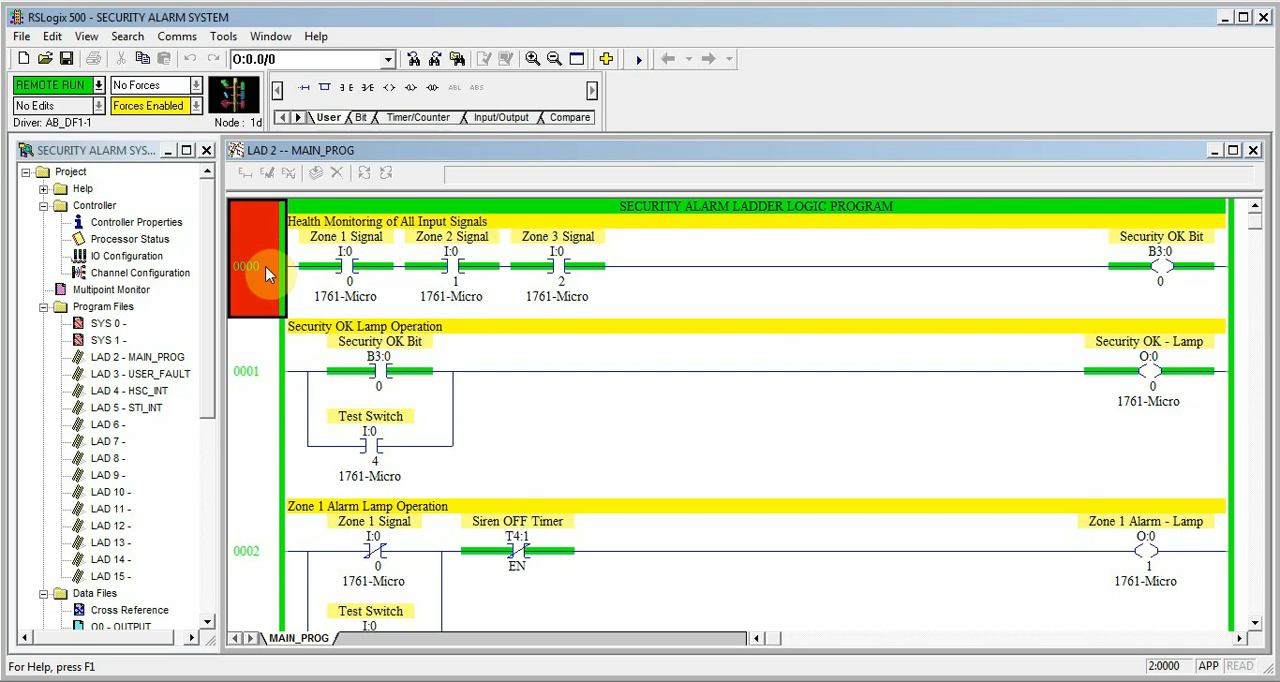 RSLogix 500 - SECURITY ALARM SYSTEM
File Edit View Search Comms Tools Window Help
O:0.0/0
REMOTE RUN No Forces
No Edits Forces Enabled
Driver: AB_DF1-1 Node: 1d
ABL ABS
User Bit Timer/Counter Input/Output Compare
SECURITY ALARM SYS...
Project
Help
Controller
Controller Properties
Processor Status
IO Configuration
Channel Configuration
Multipoint Monitor
Program Files
SYS 0 -
SYS 1 -
LAD 2 - MAIN_PROG
LAD 3 - USER_FAULT
LAD 4 - HSC_INT
LAD 5 - STI_INT
LAD 6 -
LAD 7 -
LAD 8 -
LAD 9 -
LAD 10 -
LAD 11 -
LAD 12 -
LAD 13 -
LAD 14 -
LAD 15 -
Data Files
Cross Reference
O0 - OUTPUT
LAD 2 -- MAIN_PROG
SECURITY ALARM LADDER LOGIC PROGRAM
Health Monitoring of All Input Signals
Zone 1 Signal Zone 2 Signal Zone 3 Signal Security OK Bit
I:0 I:0 I:0 B3:0
0000
0 1 2 0
1761-Micro 1761-Micro 1761-Micro
Security OK Lamp Operation
Security OK Bit Security OK - Lamp
B3:0 O:0
0001
0 0
1761-Micro
Test Switch
I:0
4
1761-Micro
Zone 1 Alarm Lamp Operation
Zone 1 Signal Siren OFF Timer Zone 1 Alarm - Lamp
I:0 T4:1 O:0
0002
0 EN 1
1761-Micro 1761-Micro
Test Switch
I:0
MAIN_PROG
For Help, press F1
2:0000 APP READ